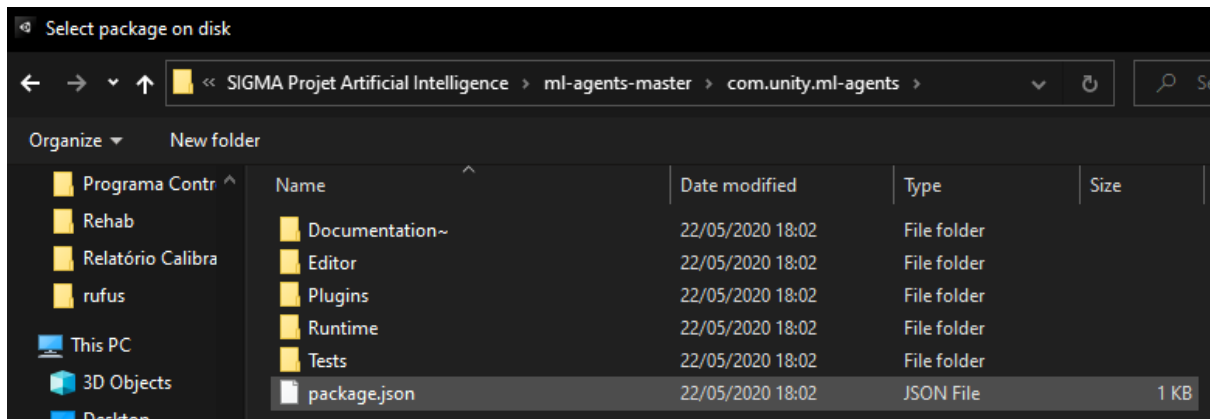 Select package on disk
« SIGMA Projet Artificial Intelligence › ml-agents-master › com.unity.ml-agents ›
Organize New folder
Name Date modified Type Size
Programa Contr
Rehab
Relatório Calibra
rufus
This PC
3D Objects
Desktop
Documentation~ 22/05/2020 18:02 File folder
Editor 22/05/2020 18:02 File folder
Plugins 22/05/2020 18:02 File folder
Runtime 22/05/2020 18:02 File folder
Tests 22/05/2020 18:02 File folder
package.json 22/05/2020 18:02 JSON File 1 KB